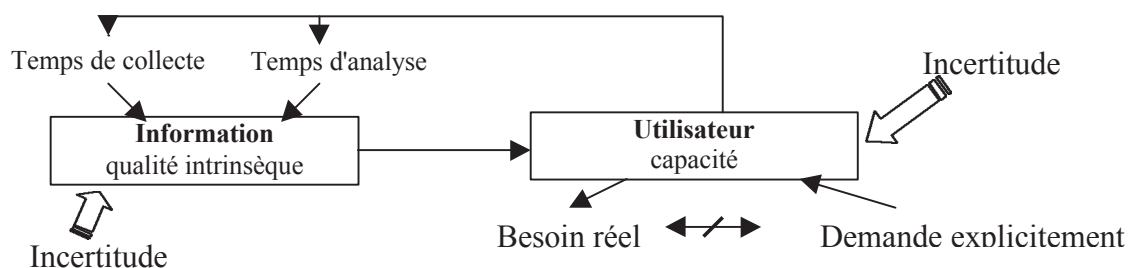 Temps de collecte
Temps d'analyse
Incertitude
Information
qualité intrinsèque
Utilisateur
capacité
Besoin réel
Demande explicitement
Incertitude